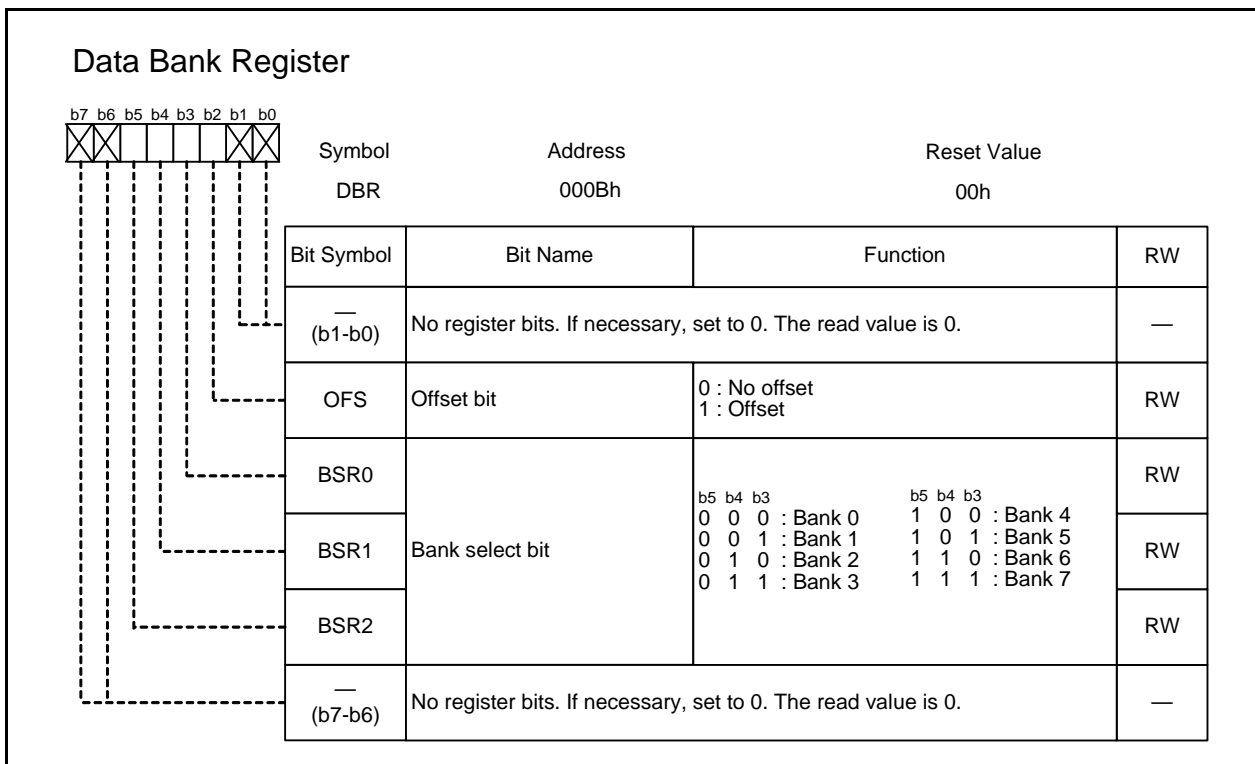 Data Bank Register
b7 b6 b5 b4 b3 b2 b1 b0
Symbol Address Reset Value
DBR 000Bh 00h
Bit Symbol Bit Name Function RW
—
(b1-b0) No register bits. If necessary, set to 0. The read value is 0. —
OFS Offset bit 0 : No offset RW
1 : Offset
BSR0 RW
BSR1 Bank select bit RW
b5 b4 b3 b5 b4 b3
0 0 0 : Bank 0 1 0 0 : Bank 4
0 0 1 : Bank 1 1 0 1 : Bank 5
0 1 0 : Bank 2 1 1 0 : Bank 6
0 1 1 : Bank 3 1 1 1 : Bank 7
BSR2 RW
—
(b7-b6) No register bits. If necessary, set to 0. The read value is 0. —